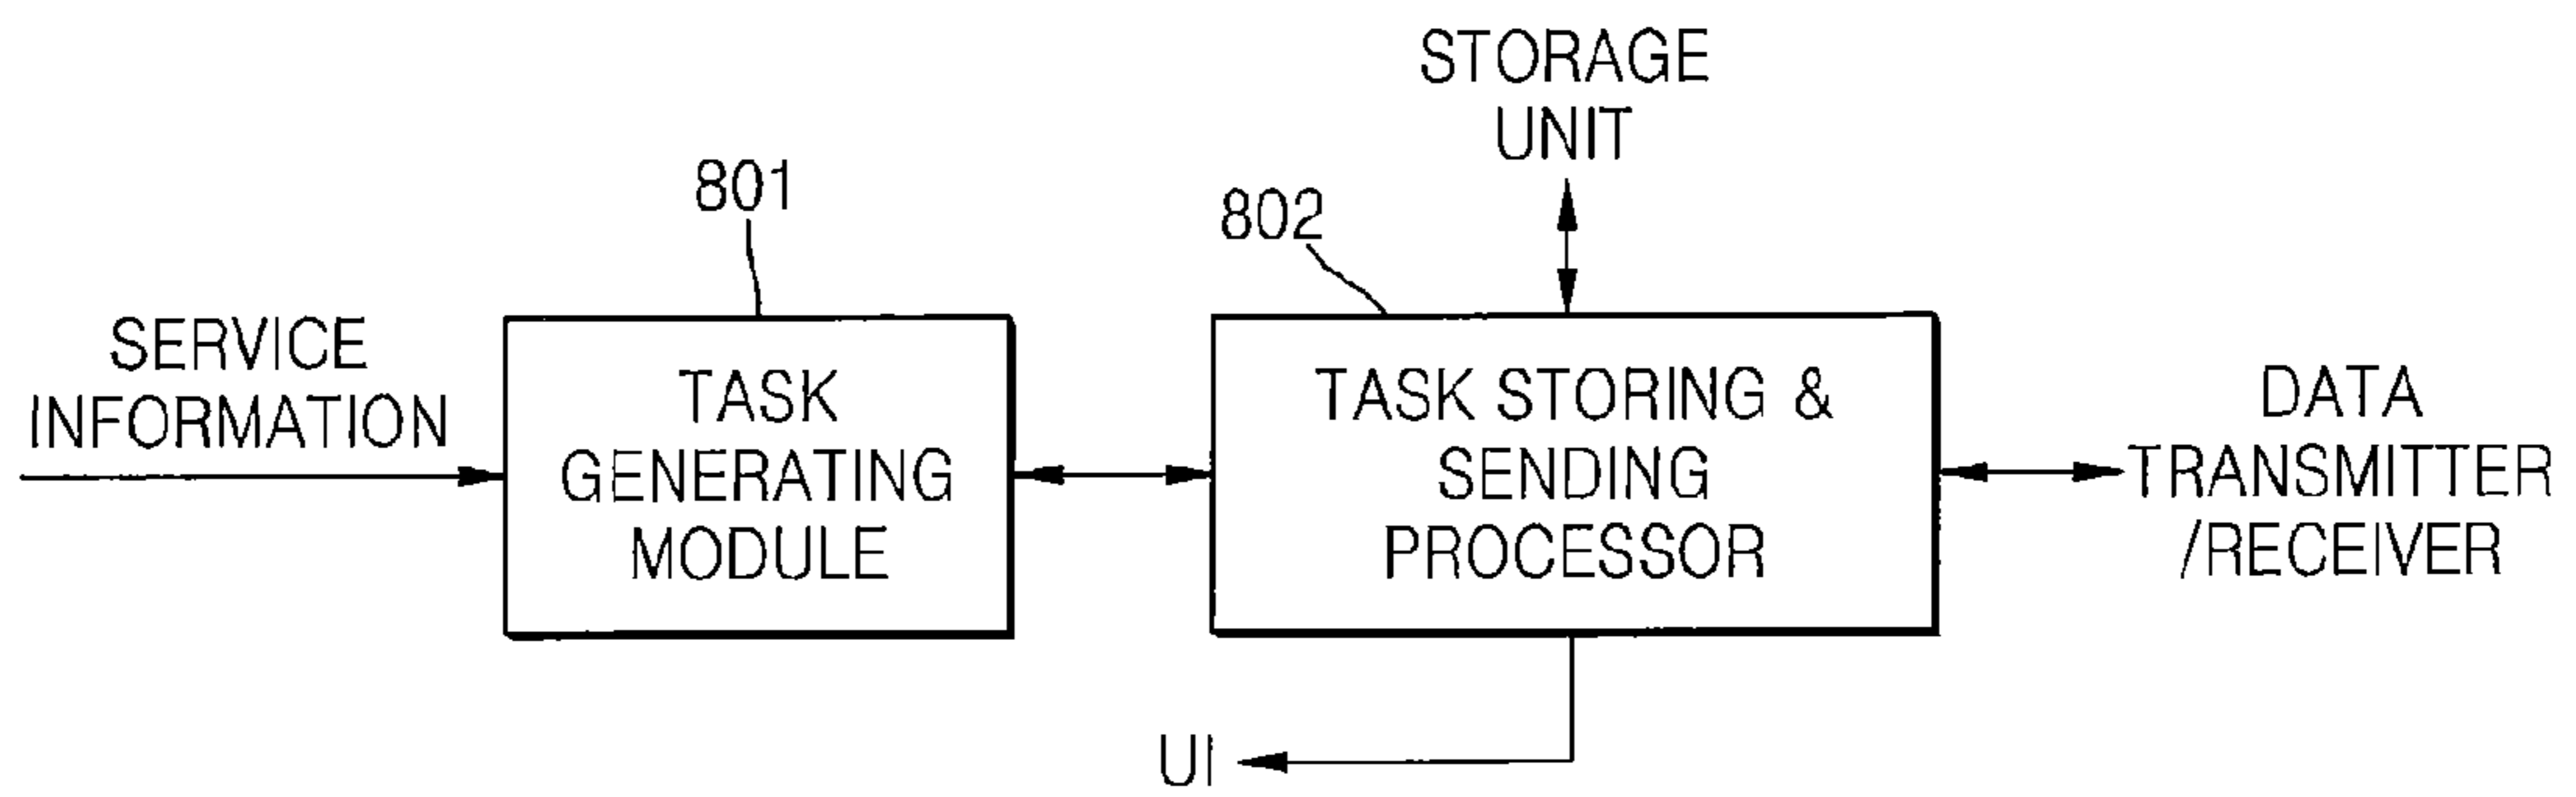 STORAGE
UNIT
801
802
SERVICE
INFORMATION
TASK
GENERATING
MODULE
TASK STORING &
SENDING
PROCESSOR
DATA
TRANSMITTER
/RECEIVER
UI